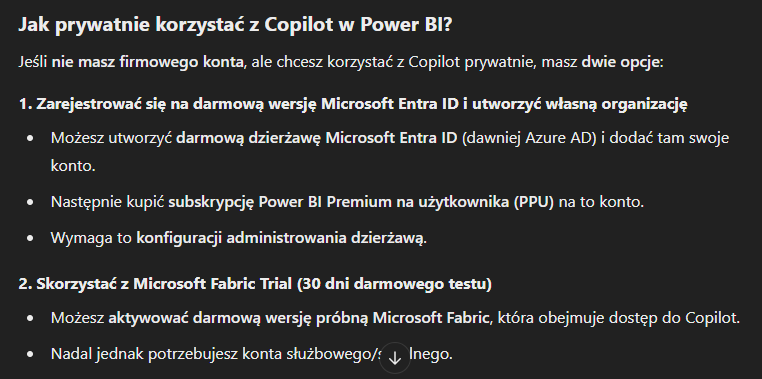 Jak prywatnie korzystać z Copilot w Power BI?
Jeśli nie masz firmowego konta, ale chcesz korzystać z Copilot prywatnie, masz dwie opcje:
1. Zarejestrować się na darmową wersję Microsoft Entra ID i utworzyć własną organizację
Możesz utworzyć darmową dzierżawę Microsoft Entra ID (dawniej Azure AD) i dodać tam swoje
konto.
Następnie kupić subskrypcję Power BI Premium na użytkownika (PPU) na to konto.
Wymaga to konfiguracji administrowania dzierżawą.
2. Skorzystać z Microsoft Fabric Trial (30 dni darmowego testu)
Możesz aktywować darmową wersję próbną Microsoft Fabric, która obejmuje dostęp do Copilot.
Nadal jednak potrzebujesz konta